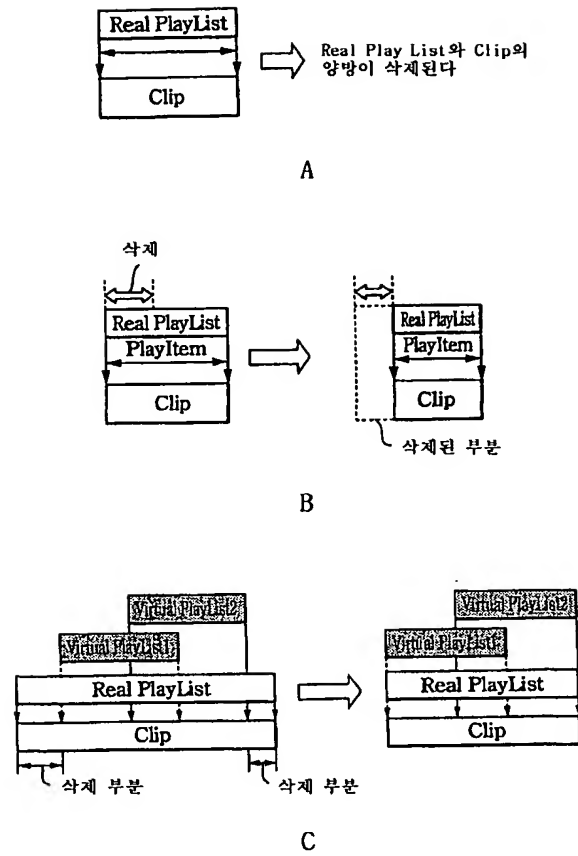 Real PlayList
Clip
Real Play List와 Clip의
양방이 삭제된다
A
삭제
Real PlayList
PlayItem
Clip
Real PlayList
PlayItem
Clip
삭제된 부분
B
Virtual PlayList2
Virtual PlayList1
Real PlayList
Clip
삭제 부분
삭제 부분
Virtual PlayList2
Virtual PlayList1
Real PlayList
Clip
C